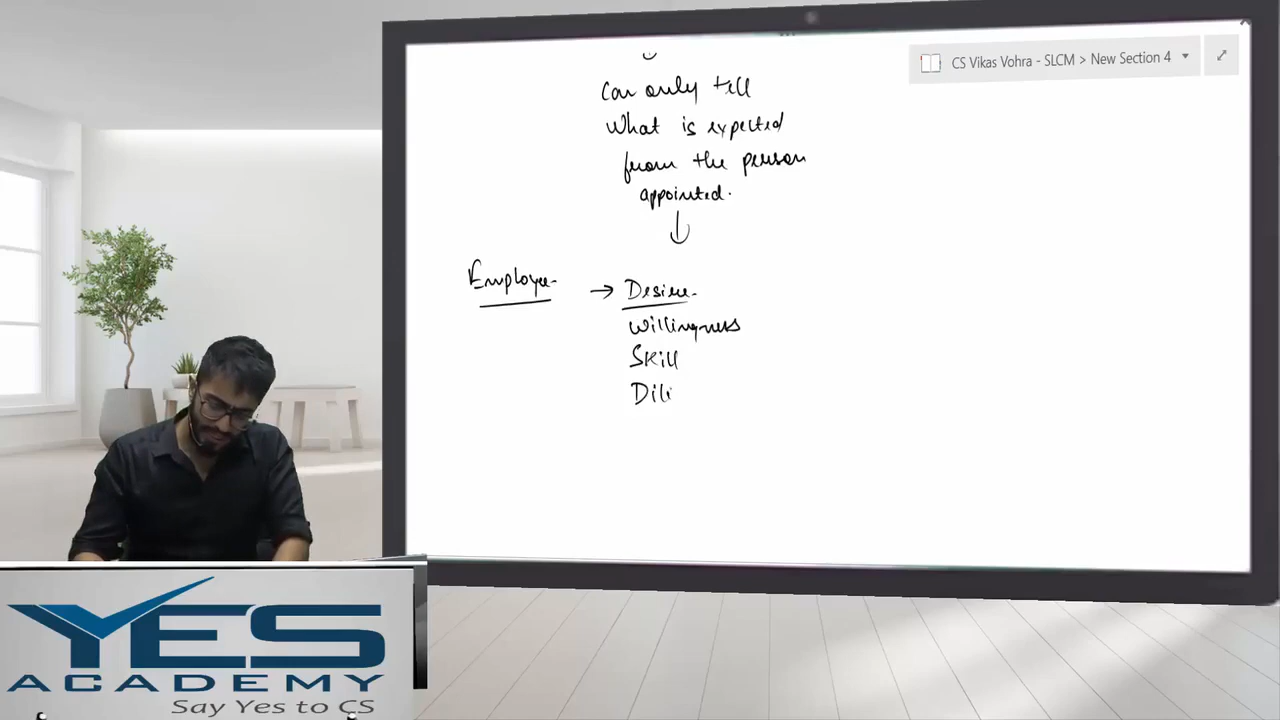 CS Vikas Vohra - SLCM > New Section 4
Can only tell
What is expected
from the person
appointed.
Employee
→ Desire
Willingness
Skill
Dili
YES
ACADEMY
Say Yes to CS